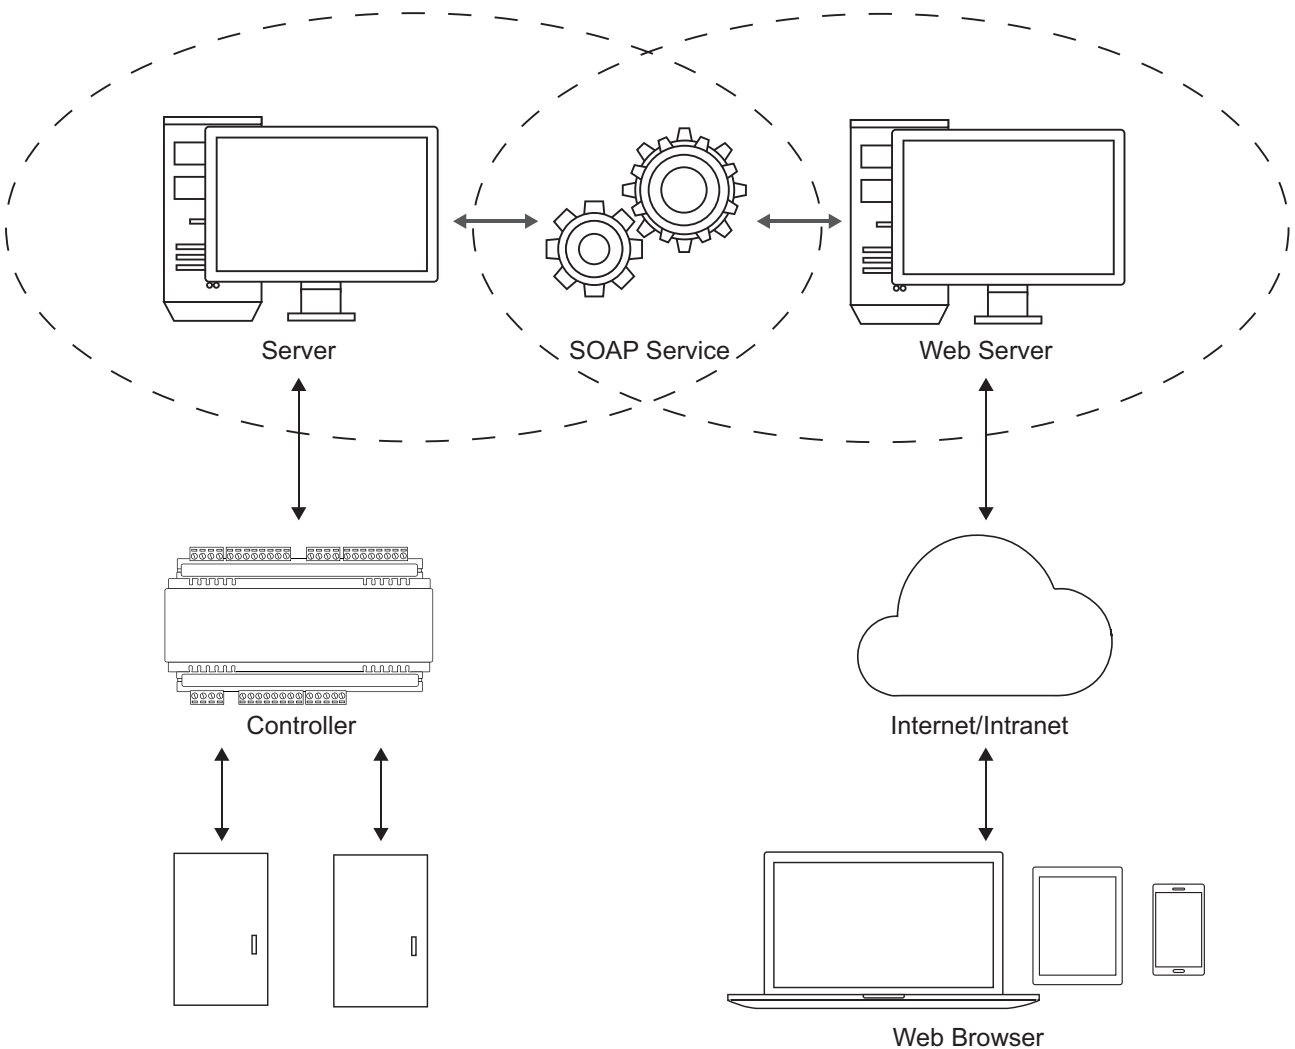 Server
SOAP Service
Web Server
Controller
Internet/Intranet
Web Browser